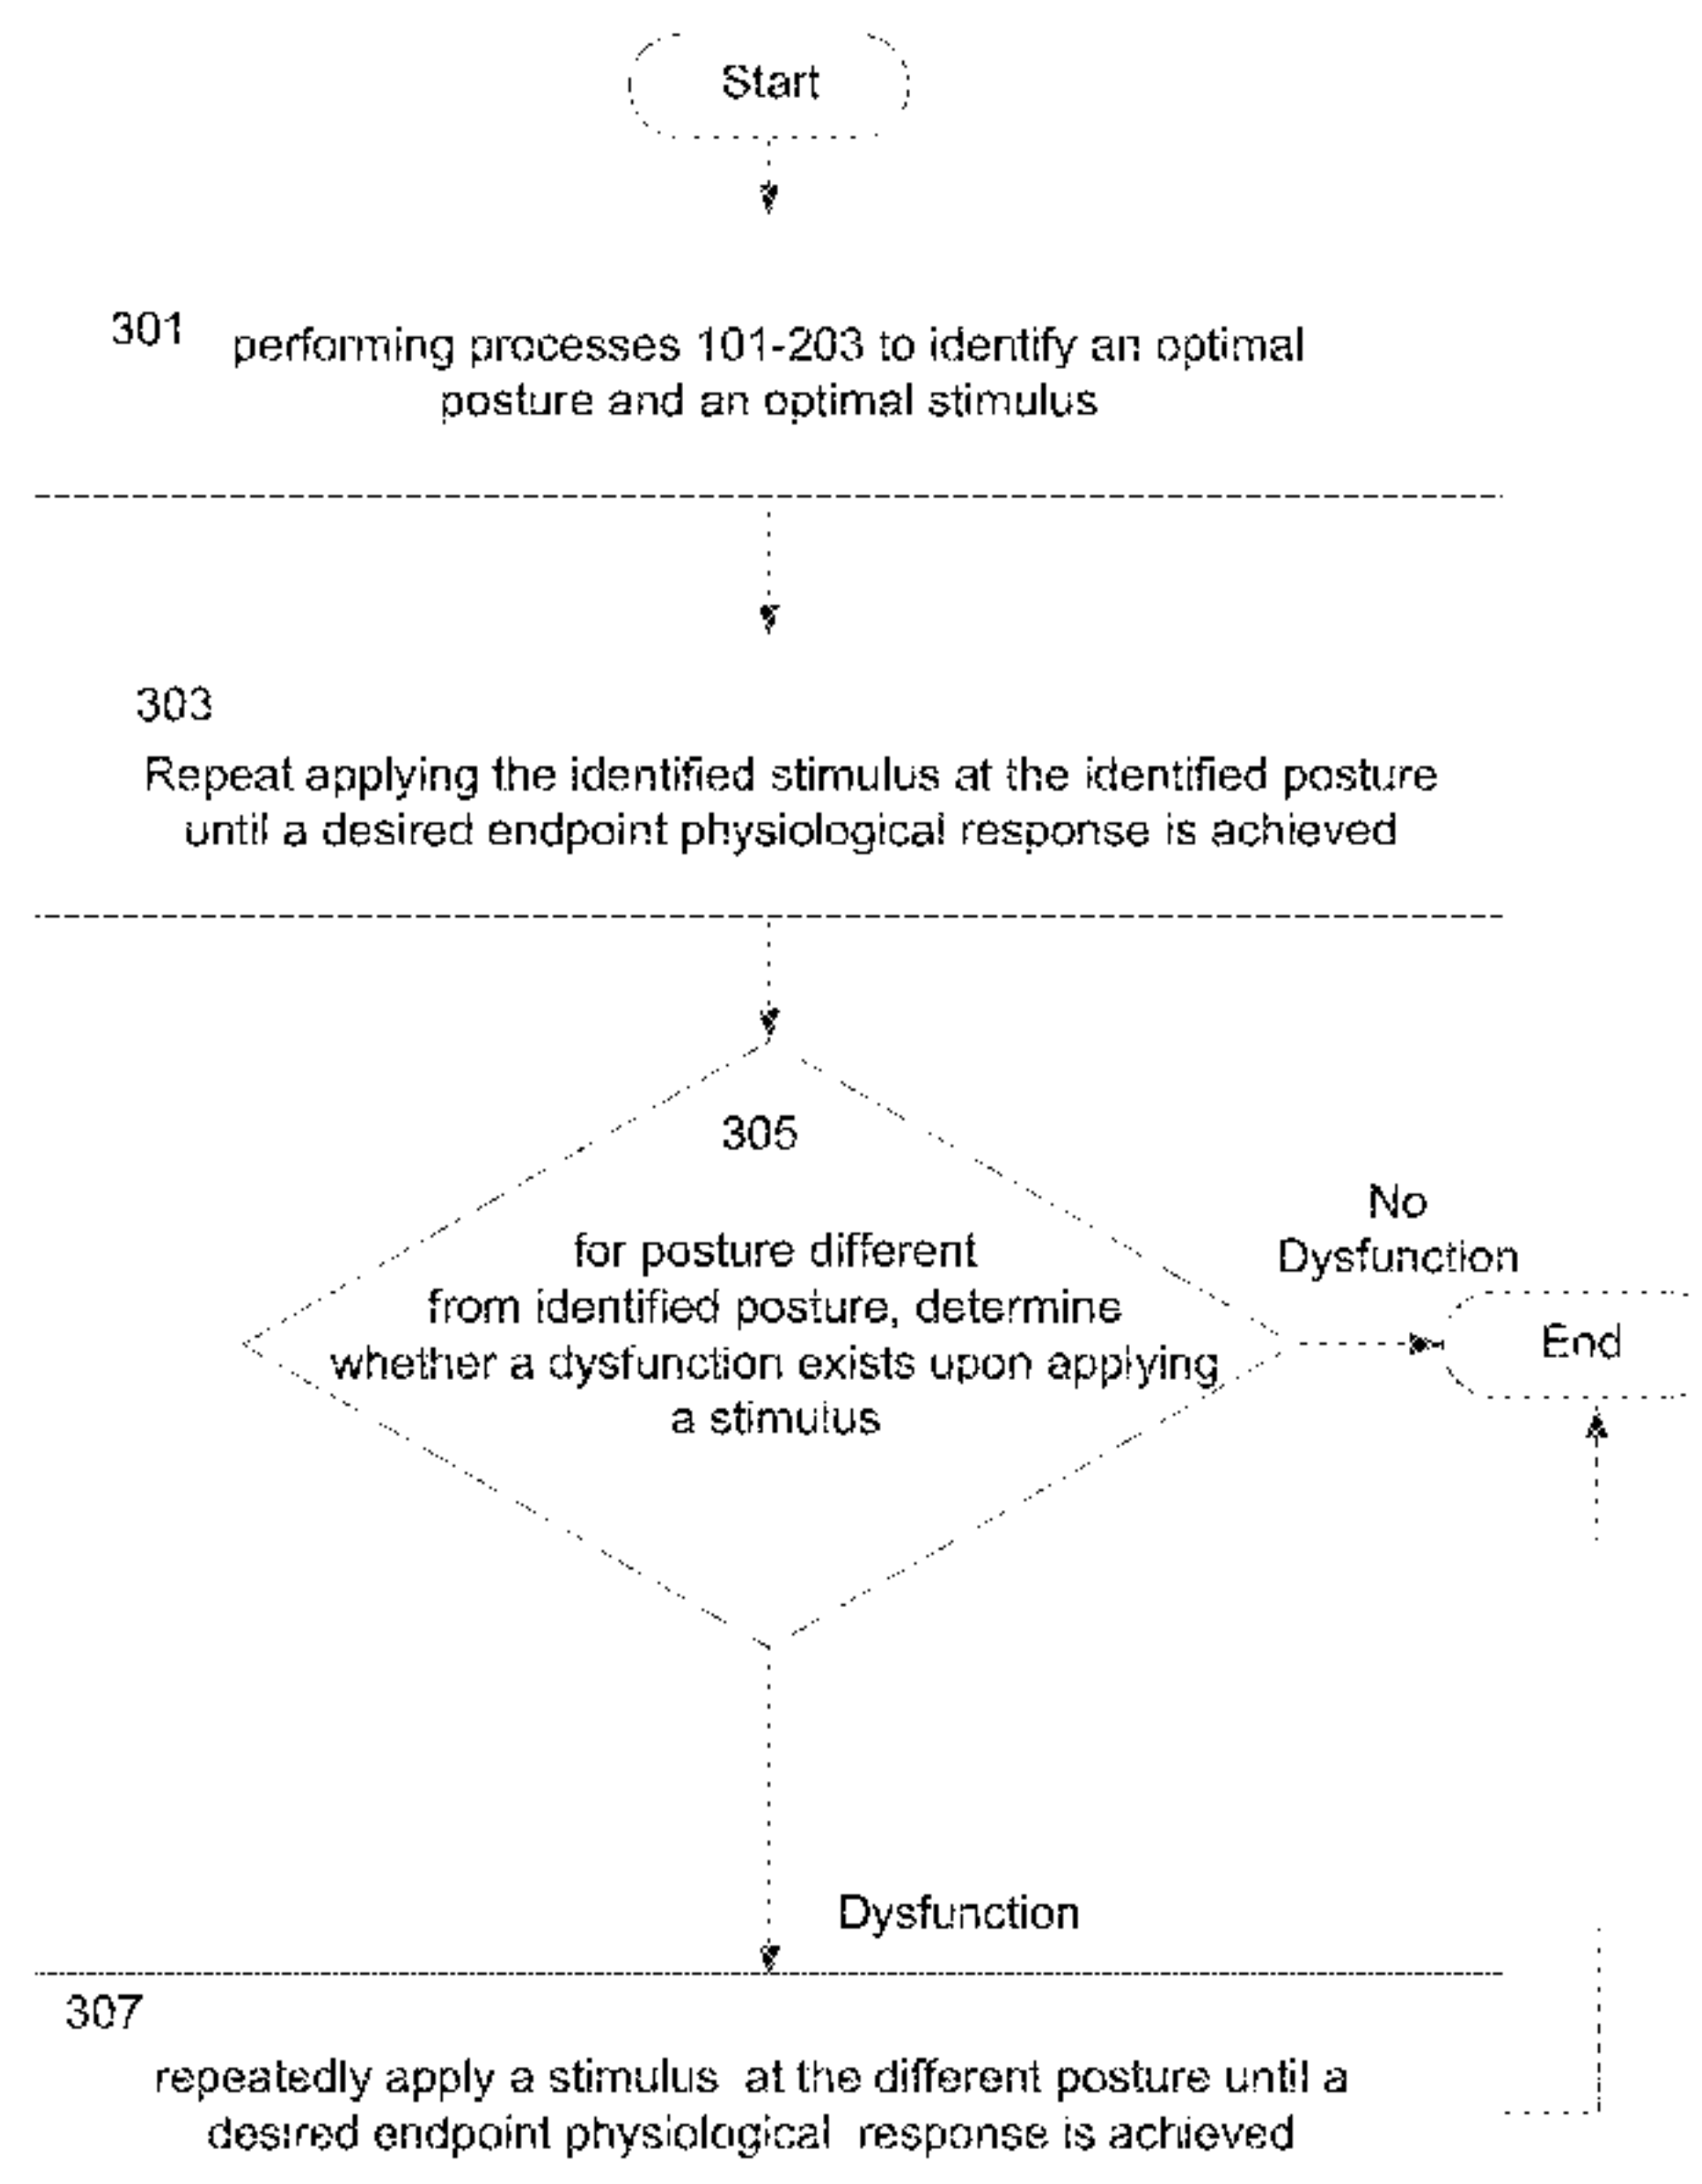 Start
301
performing processes 101-203 to identify an optimal
posture and an optimal stimulus
303
Repeat applying the identified stimulus at the identified posture
until a desired endpoint physiological response is achieved
305
for posture different
from identified posture, determine
whether a dysfunction exists upon applying
a stimulus
No
Dysfunction
End
Dysfunction
307
repeatedly apply a stimulus at the different posture until a
desired endpoint physiological response is achieved